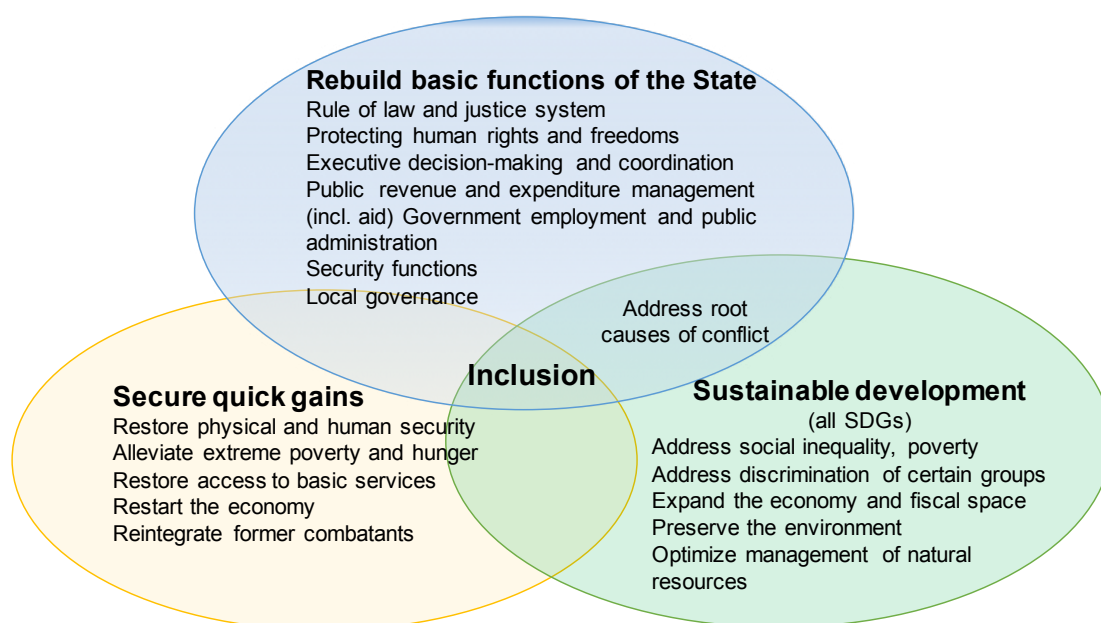 Rebuild basic functions of the State
Rule of law and justice system
Protecting human rights and freedoms
Executive decision-making and coordination
Public revenue and expenditure management
(incl. aid) Government employment and public
administration
Security functions
Local governance
Address root
causes of conflict
Inclusion
Secure quick gains
Restore physical and human security
Alleviate extreme poverty and hunger
Restore access to basic services
Restart the economy
Reintegrate former combatants
Sustainable development
(all SDGs)
Address social inequality, poverty
Address discrimination of certain groups
Expand the economy and fiscal space
Preserve the environment
Optimize management of natural
resources